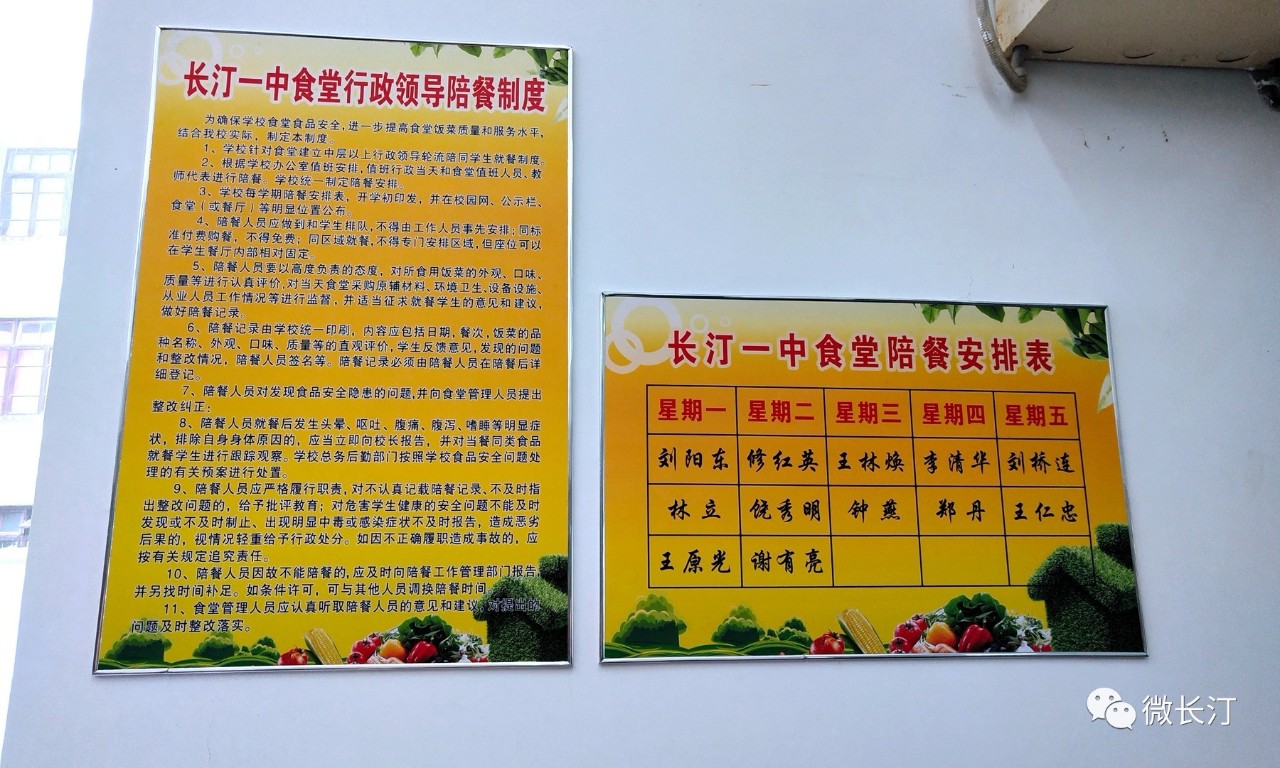 长汀一中食堂行政领导陪餐制度
为确保学校食堂食品安全,进一步提高食堂饭菜质量和服务水平,
结合我校实际，制定本制度。
1、学校针对食堂建立中层以上行政领导轮流陪同学生就餐制度。
2、根据学校办公室值班安排,值班行政当天和食堂值班人员、教
师代表进行陪餐。学校统一制定陪餐安排。
3、学校每学期陪餐安排表，开学初印发，并在校园网、公示栏、
食堂（或餐厅）等明显位置公布。
4、陪餐人员应做到和学生排队,不得由工作人员事先安排；同标
准付费购餐，不得免费；同区域就餐,不得专门安排区域,但座位可以
在学生餐厅内部相对固定。
5、陪餐人员要以高度负责的态度，对所食用饭菜的外观、口味、
质量等进行认真评价,对当天食堂采购原辅材料、环境卫生、设备设施、
从业人员工作情况等进行监督，并适当征求就餐学生的意见和建议，
做好陪餐记录。
6、陪餐记录由学校统一印刷，内容应包括日期,餐次，饭菜的品
种名称、外观、口味、质量等的直观评价,学生反馈意见,发现的问题
和整改情况，陪餐人员签名等。陪餐记录必须由陪餐人员在陪餐后详
细登记。
7、陪餐人员对发现食品安全隐患的问题,并向食堂管理人员提出
整改纠正；
8、陪餐人员就餐后发生头晕、呕吐、腹痛、腹泻、嗜睡等明显症
状，排除自身身体原因的，应当立即向校长报告，并对当餐同类食品
就餐学生进行跟踪观察。学校总务后勤部门按照学校食品安全问题处
理的有关预案进行处置。
9、陪餐人员应严格履行职责，对不认真记载陪餐记录、不及时指
出整改问题的，给予批评教育；对危害学生健康的安全问题不能及时
发现或不及时制止、出现明显中毒或感染症状不及时报告，造成恶劣
后果的，视情况轻重给予行政处分。如因不正确履职造成事故的，应
按有关规定追究责任。
10、陪餐人员因故不能陪餐的,应及时向陪餐工作管理部门报告,
并另找时间补足。如条件许可，可与其他人员调换陪餐时间。
11、食堂管理人员应认真听取陪餐人员的意见和建议，对提出的
问题及时整改落实。
长汀一中食堂陪餐安排表
星期一 星期二 星期三 星期四 星期五
刘阳东 修红英 王林焕 李清华 刘桥连
林立 饶秀明 钟燕 郑丹 王仁忠
王原光 谢有亮
微长汀